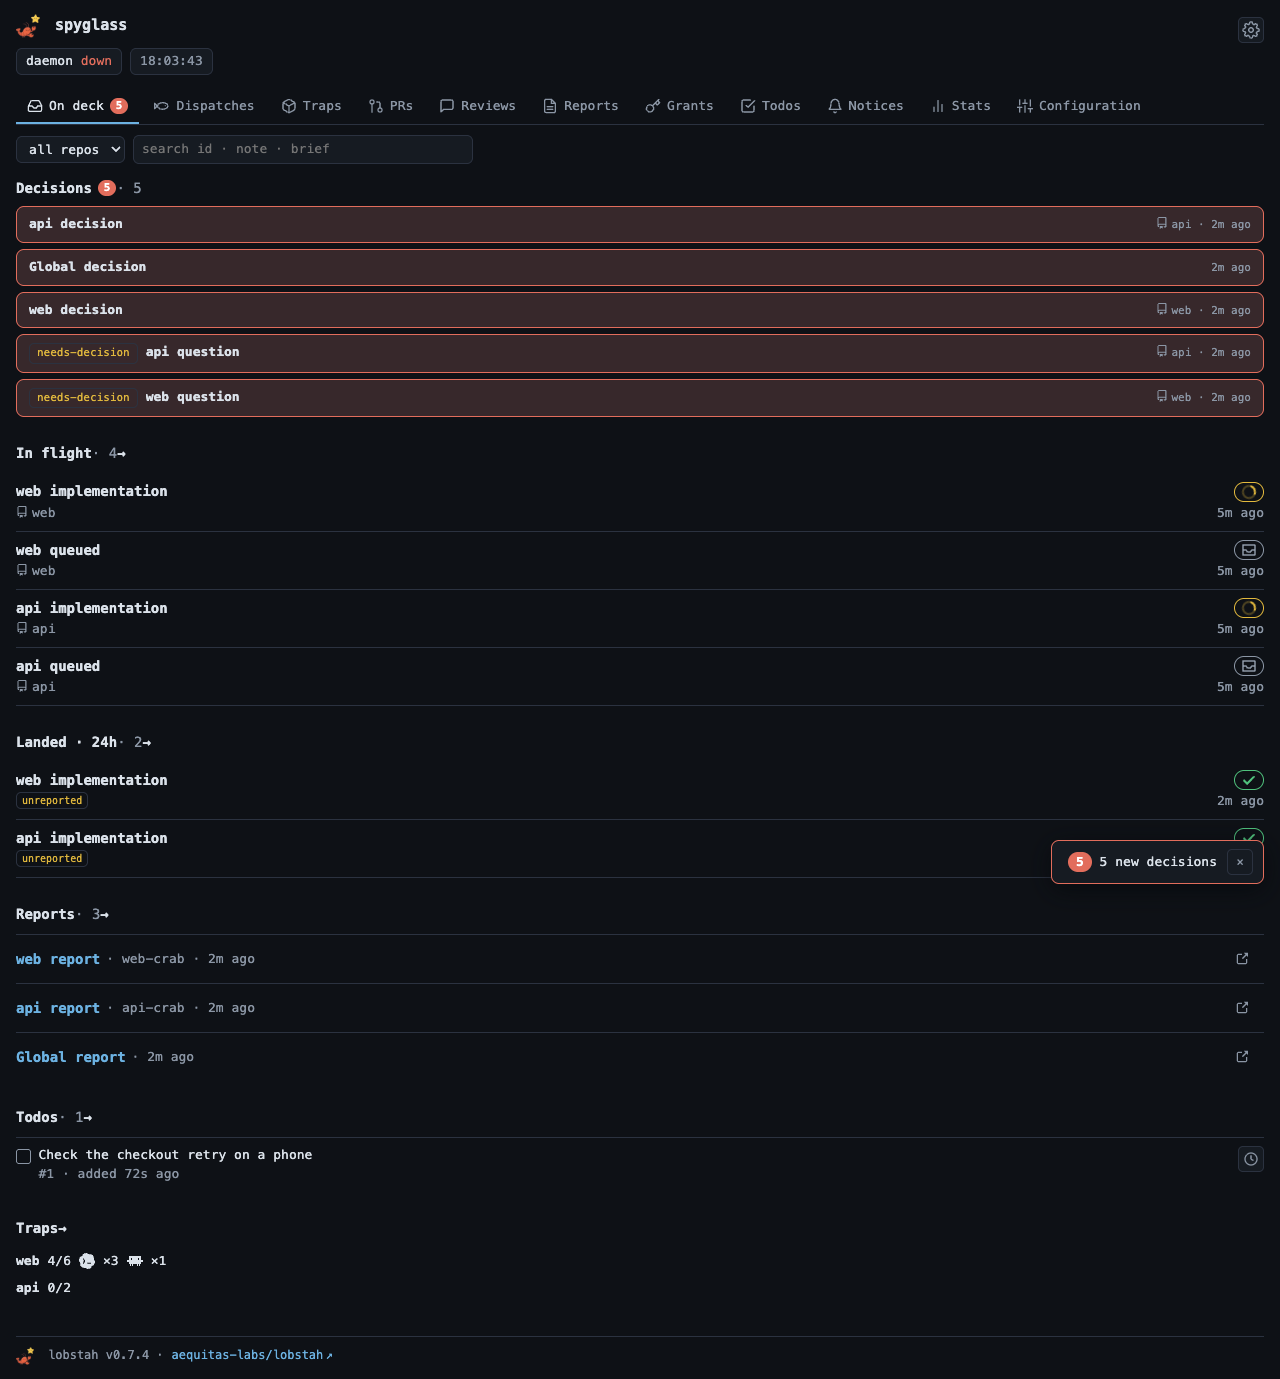 spyglass
daemon down 18:03:43
On deck 5 Dispatches Traps PRs Reviews Reports Grants Todos Notices Stats Configuration
all repos search id · note · brief
Decisions 5 · 5
api decision api · 2m ago
Global decision 2m ago
web decision web · 2m ago
needs-decision api question api · 2m ago
needs-decision web question web · 2m ago
In flight · 4→
web implementation
web 5m ago
web queued
web 5m ago
api implementation
api 5m ago
api queued
api 5m ago
Landed · 24h · 2→
web implementation
unreported 2m ago
api implementation
unreported
5 5 new decisions ×
Reports · 3→
web report · web-crab · 2m ago
api report · api-crab · 2m ago
Global report · 2m ago
Todos · 1→
Check the checkout retry on a phone
#1 · added 72s ago
Traps→
web 4/6 ×3 ×1
api 0/2
lobstah v0.7.4 · aequitas-labs/lobstah↗